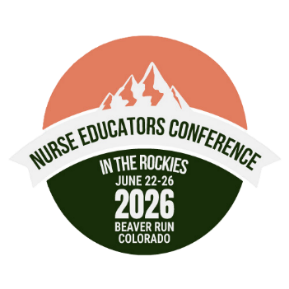 NURSE EDUCATORS CONFERENCE
IN THE ROCKIES
JUNE 22-26
2026
BEAVER RUN
COLORADO